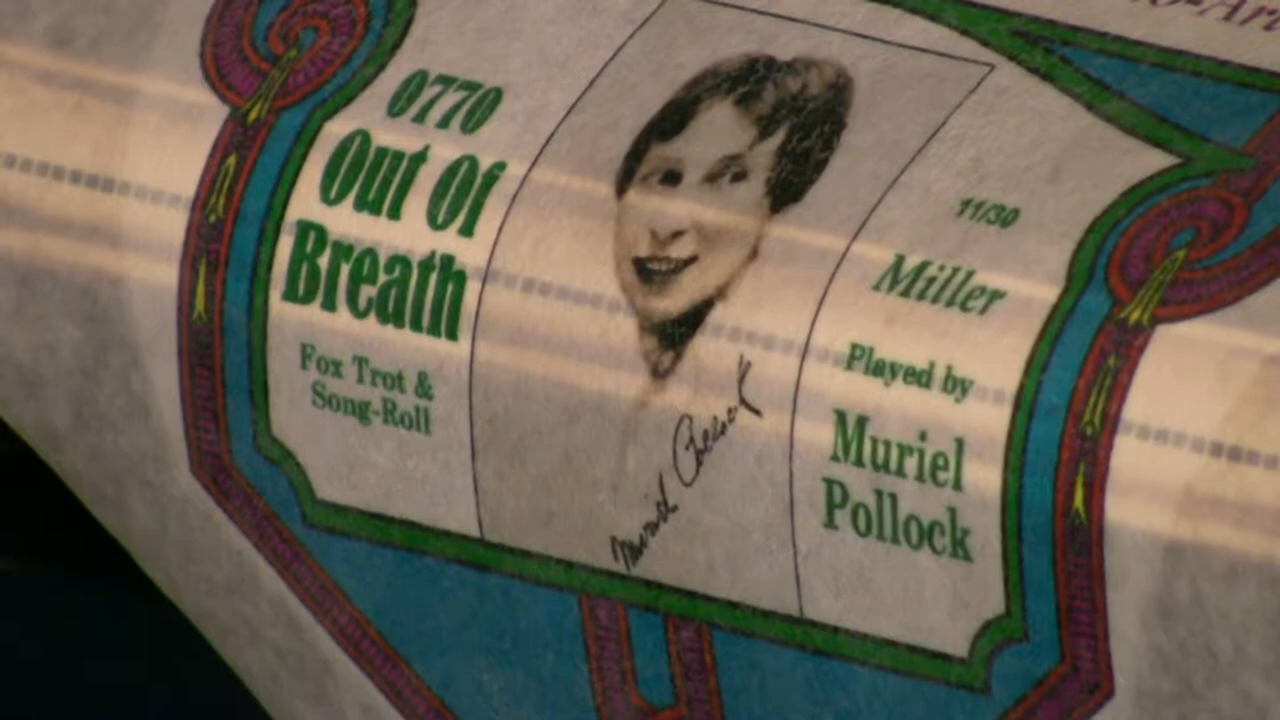 0770
Out Of
Breath
Fox Trot &
Song-Roll
Muriel Pollock
11/30
Miller
Played by
Muriel
Pollock